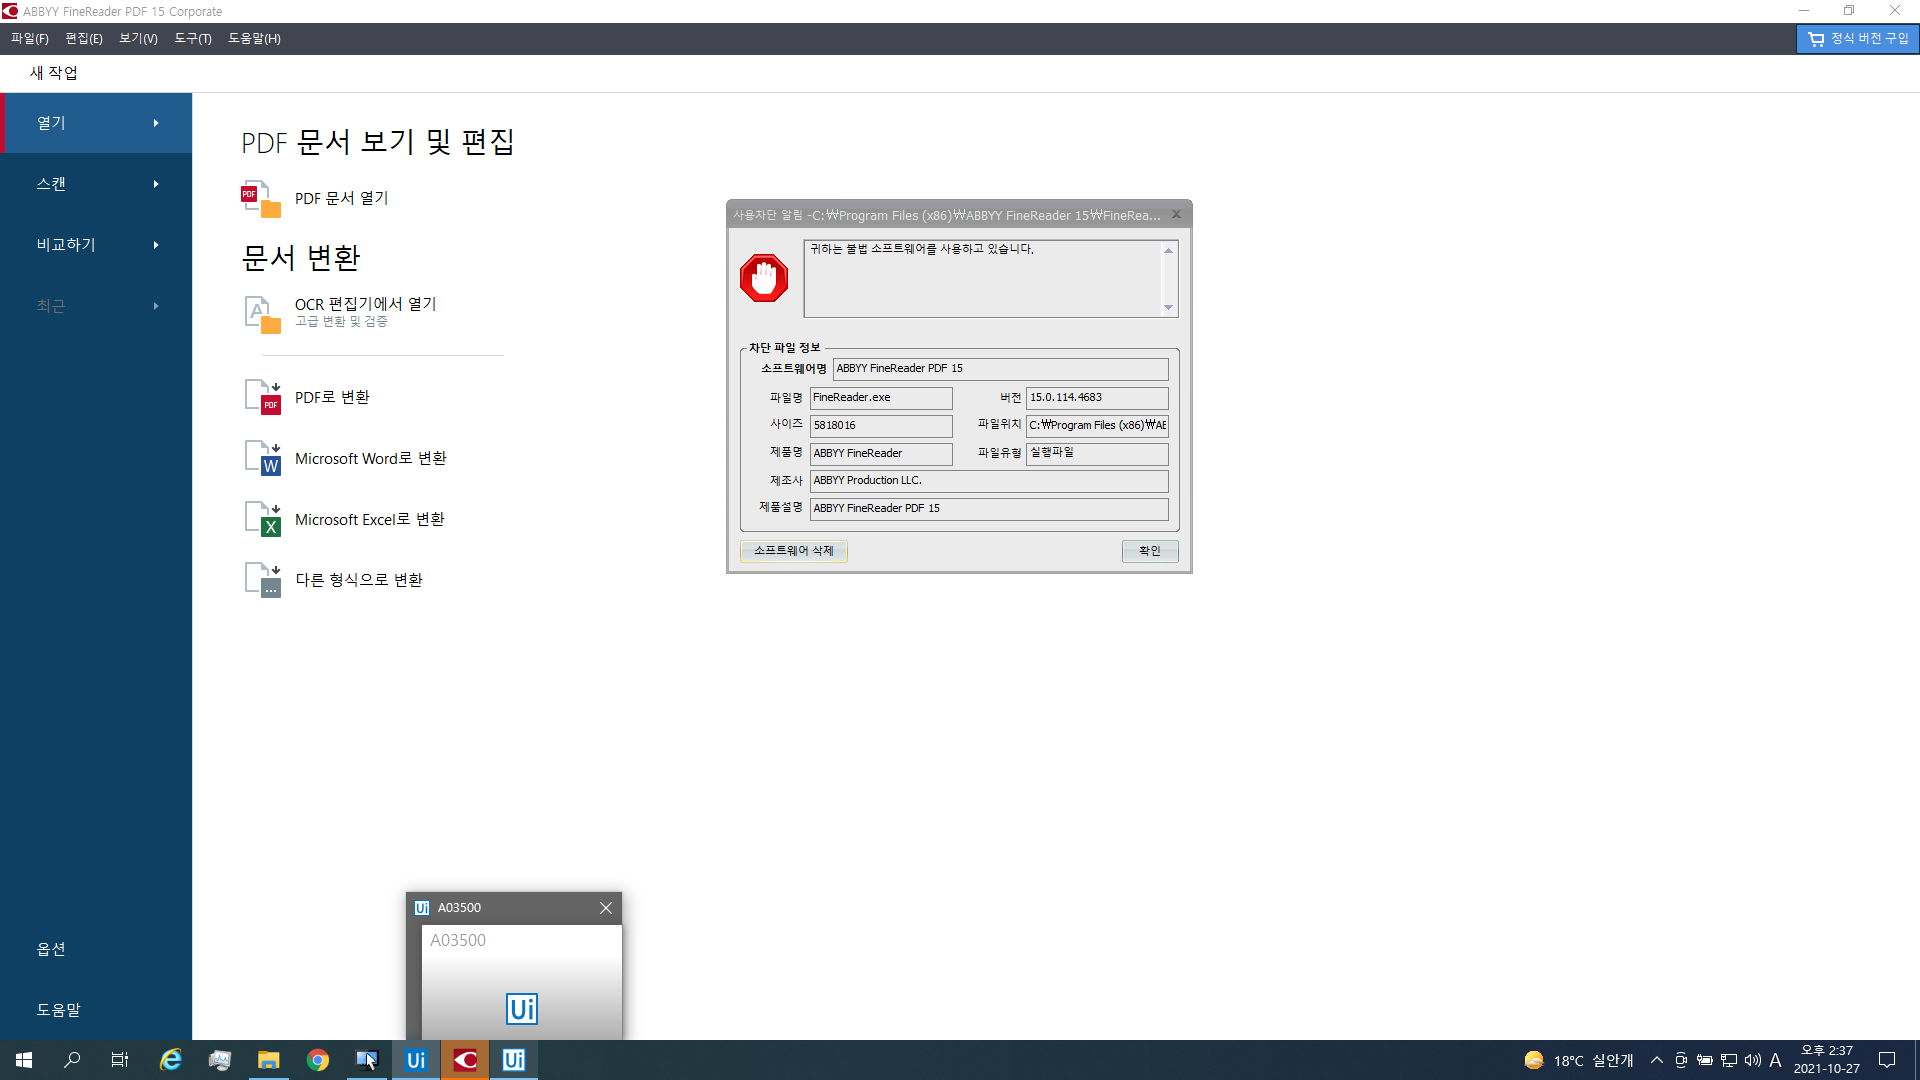 ABBYY FineReader PDF 15 Corporate
파일(F) 편집(E) 보기(V) 도구(T) 도움말(H)
정식 버전 구입
새 작업
열기
스캔
비교하기
최근
옵션
도움말
PDF 문서 보기 및 편집
PDF
PDF 문서 열기
문서 변환
A
OCR 편집기에서 열기
고급 변환 및 검증
PDF
PDF로 변환
W
Microsoft Word로 변환
X
Microsoft Excel로 변환
...
다른 형식으로 변환
사용차단 알림 -C:₩Program Files (x86)₩ABBYY FineReader 15₩FineRea...
귀하는 불법 소프트웨어를 사용하고 있습니다.
차단 파일 정보
소프트웨어명 ABBYY FineReader PDF 15
파일명 FineReader.exe 버전 15.0.114.4683
사이즈 5818016 파일위치 C:₩Program Files (x86)₩AB
제품명 ABBYY FineReader 파일유형 실행파일
제조사 ABBYY Production LLC.
제품설명 ABBYY FineReader PDF 15
소프트웨어 삭제 확인
Ui A03500
A03500
Ui
Ui Ui
18°C 실안개 A 오후 2:37
2021-10-27